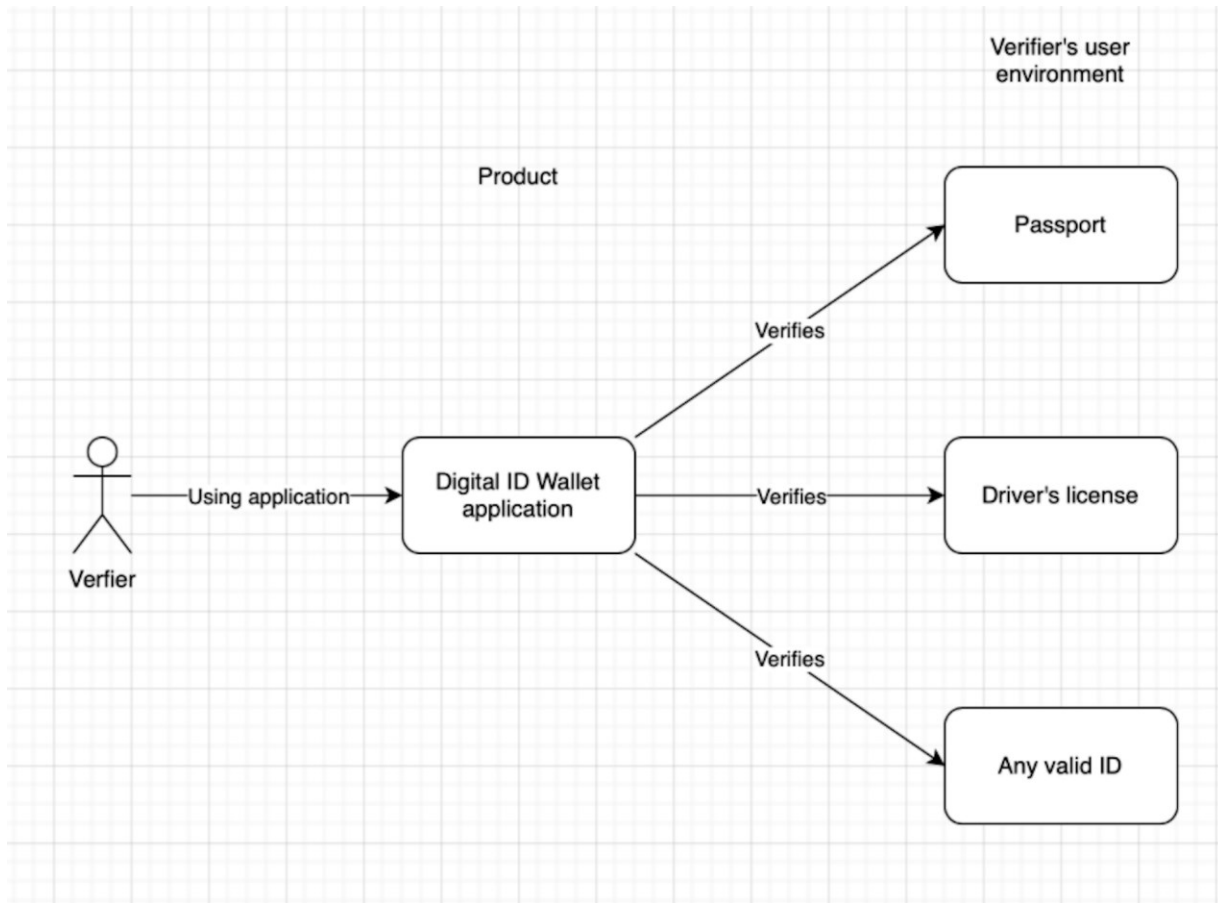 Verifier's user
environment
Product
Passport
Verifies
Using application
Digital ID Wallet
application
Verifies
Driver's license
Verfier
Verifies
Any valid ID